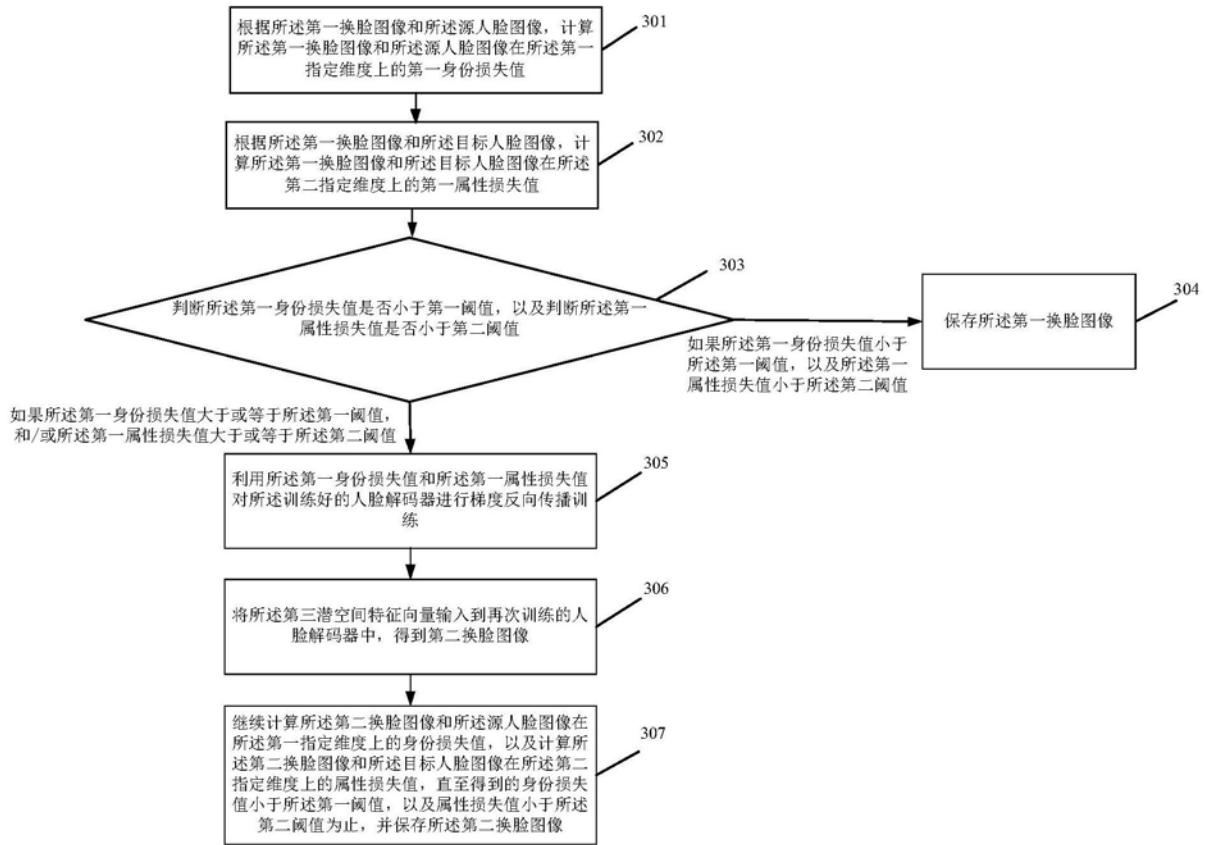 根据所述第一换脸图像和所述源人脸图像，计算
所述第一换脸图像和所述源人脸图像在所述第一
指定维度上的第一身份损失值
301
根据所述第一换脸图像和所述目标人脸图像，计
算所述第一换脸图像和所述目标人脸图像在所述
第二指定维度上的第一属性损失值
302
判断所述第一身份损失值是否小于第一阈值，以及判断所述第一
属性损失值是否小于第二阈值
303
保存所述第一换脸图像
304
如果所述第一身份损失值小于
所述第一阈值，以及所述第一
属性损失值小于所述第二阈值
如果所述第一身份损失值大于或等于所述第一阈值，
和/或所述第一属性损失值大于或等于所述第二阈值
利用所述第一身份损失值和所述第一属性损失值
对所述训练好的人脸解码器进行梯度反向传播训
练
305
将所述第三潜空间特征向量输入到再次训练的人
脸解码器中，得到第二换脸图像
306
继续计算所述第二换脸图像和所述源人脸图像在
所述第一指定维度上的身份损失值，以及计算所
述第二换脸图像和所述目标人脸图像在所述第二
指定维度上的属性损失值，直至得到的身份损失
值小于所述第一阈值，以及属性损失值小于所述
第二阈值为止，并保存所述第二换脸图像
307